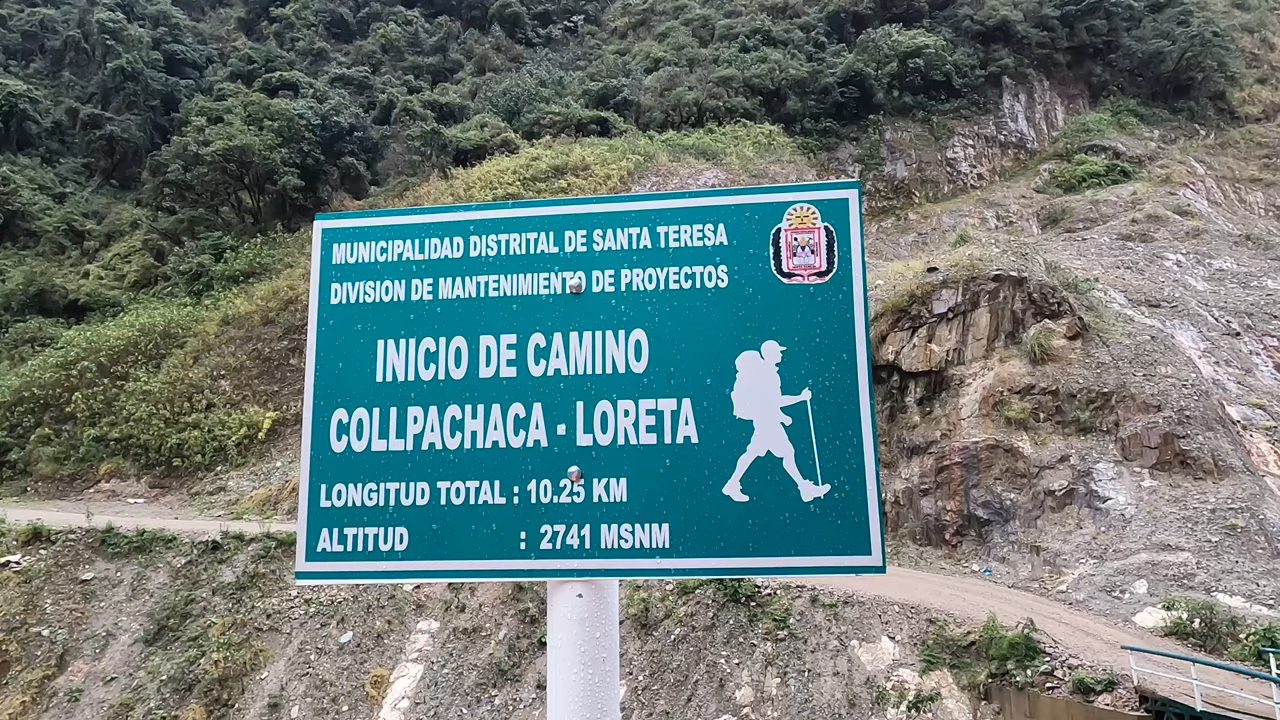 MUNICIPALIDAD DISTRITAL DE SANTA TERESA
DIVISION DE MANTENIMIENTO DE PROYECTOS
INICIO DE CAMINO
COLLPACHACA - LORETA
LONGITUD TOTAL : 10.25 KM
ALTITUD : 2741 MSNM